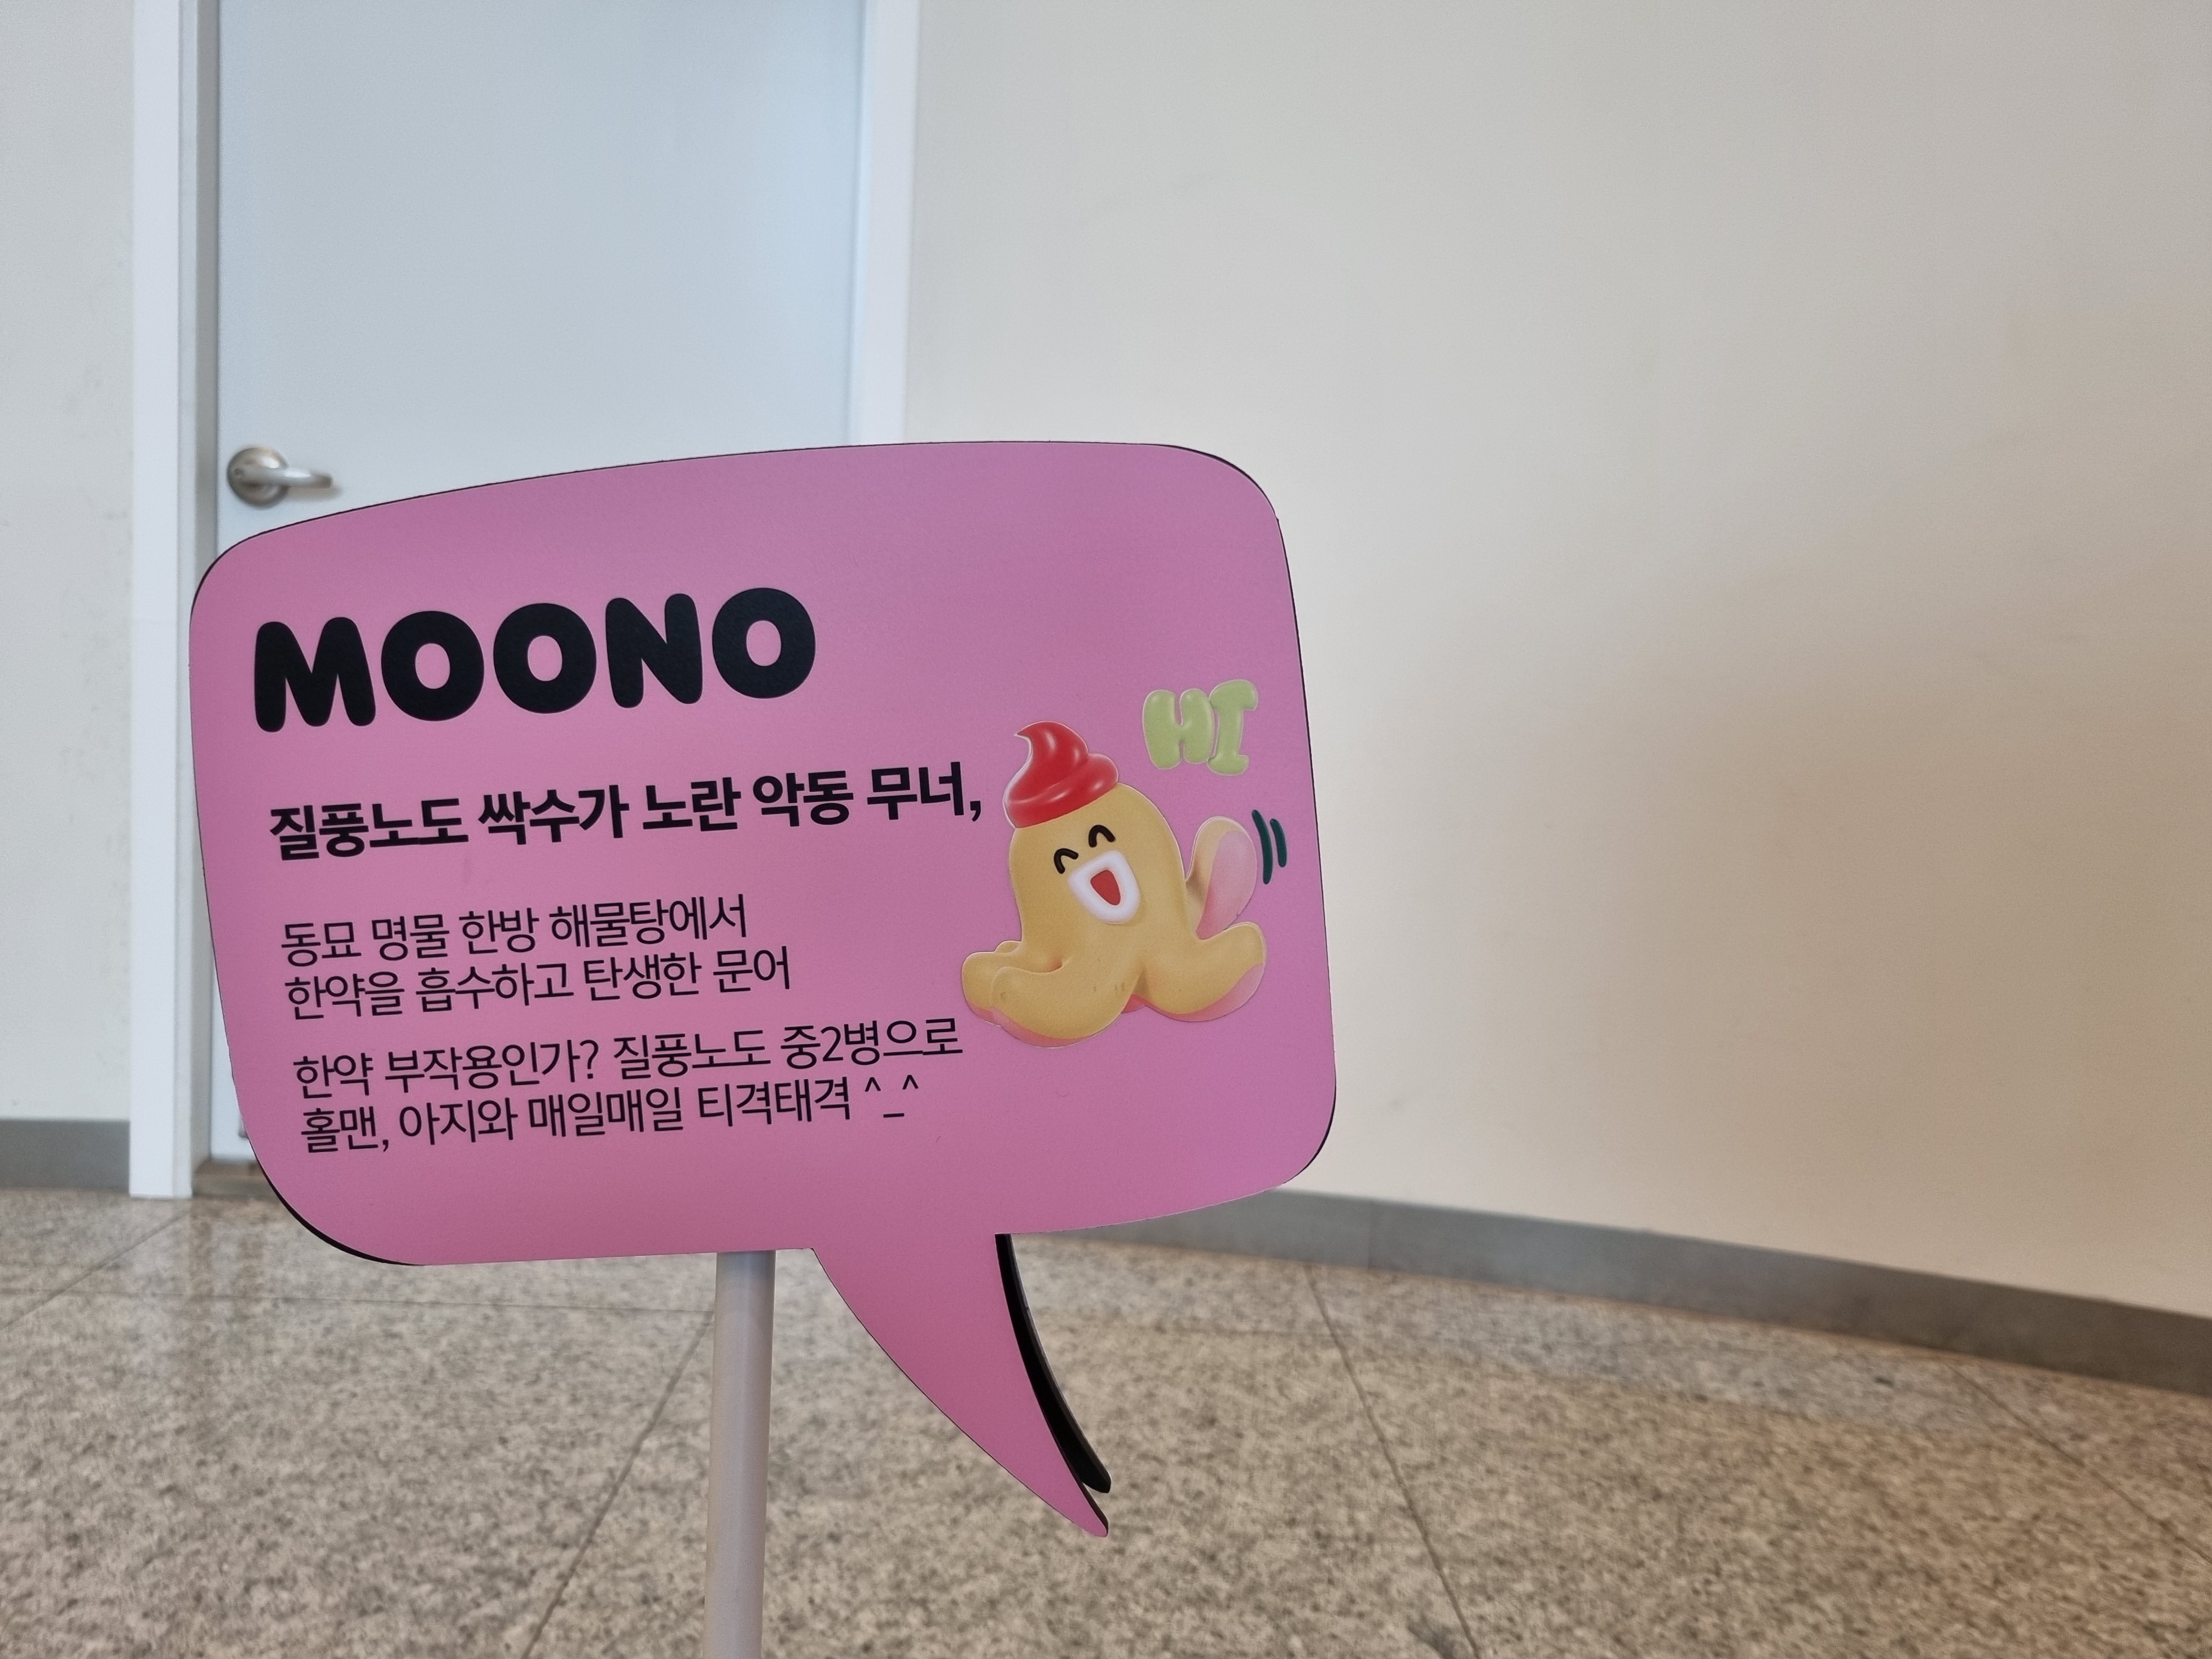 MOONO
HI
질풍노도 싹수가 노란 악동 무너,
동묘 명물 한방 해물탕에서
한약을 흡수하고 탄생한 문어
한약 부작용인가? 질풍노도 중2병으로
홀맨, 아지와 매일매일 티격태격 ^_^